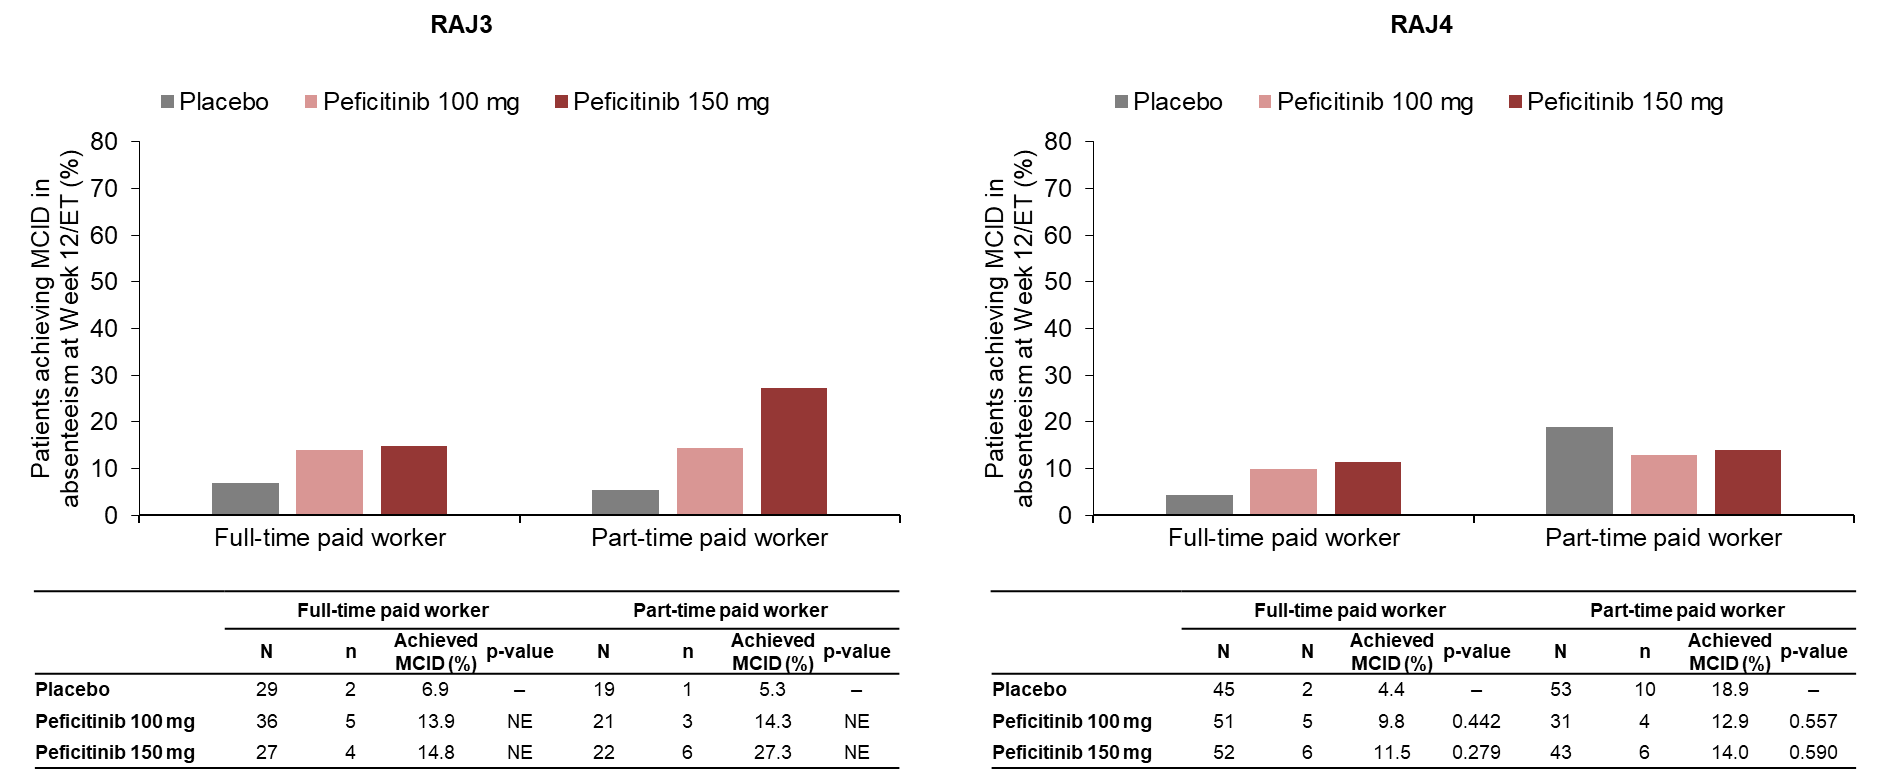 RAJ3
Placebo Peficitinib 100 mg Peficitinib 150 mg
Patients achieving MCID in
absenteeism at Week 12/ET (%)
80
70
60
50
40
30
20
10
0
Full-time paid worker Part-time paid worker
Full-time paid worker Part-time paid worker
N n Achieved MCID (%) p-value N n Achieved MCID (%) p-value
Placebo 29 2 6.9 – 19 1 5.3 –
Peficitinib 100 mg 36 5 13.9 NE 21 3 14.3 NE
Peficitinib 150 mg 27 4 14.8 NE 22 6 27.3 NE
RAJ4
Placebo Peficitinib 100 mg Peficitinib 150 mg
Patients achieving MCID in
absenteeism at Week 12/ET (%)
80
70
60
50
40
30
20
10
0
Full-time paid worker Part-time paid worker
Full-time paid worker Part-time paid worker
N N Achieved MCID (%) p-value N n Achieved MCID (%) p-value
Placebo 45 2 4.4 – 53 10 18.9 –
Peficitinib 100 mg 51 5 9.8 0.442 31 4 12.9 0.557
Peficitinib 150 mg 52 6 11.5 0.279 43 6 14.0 0.590